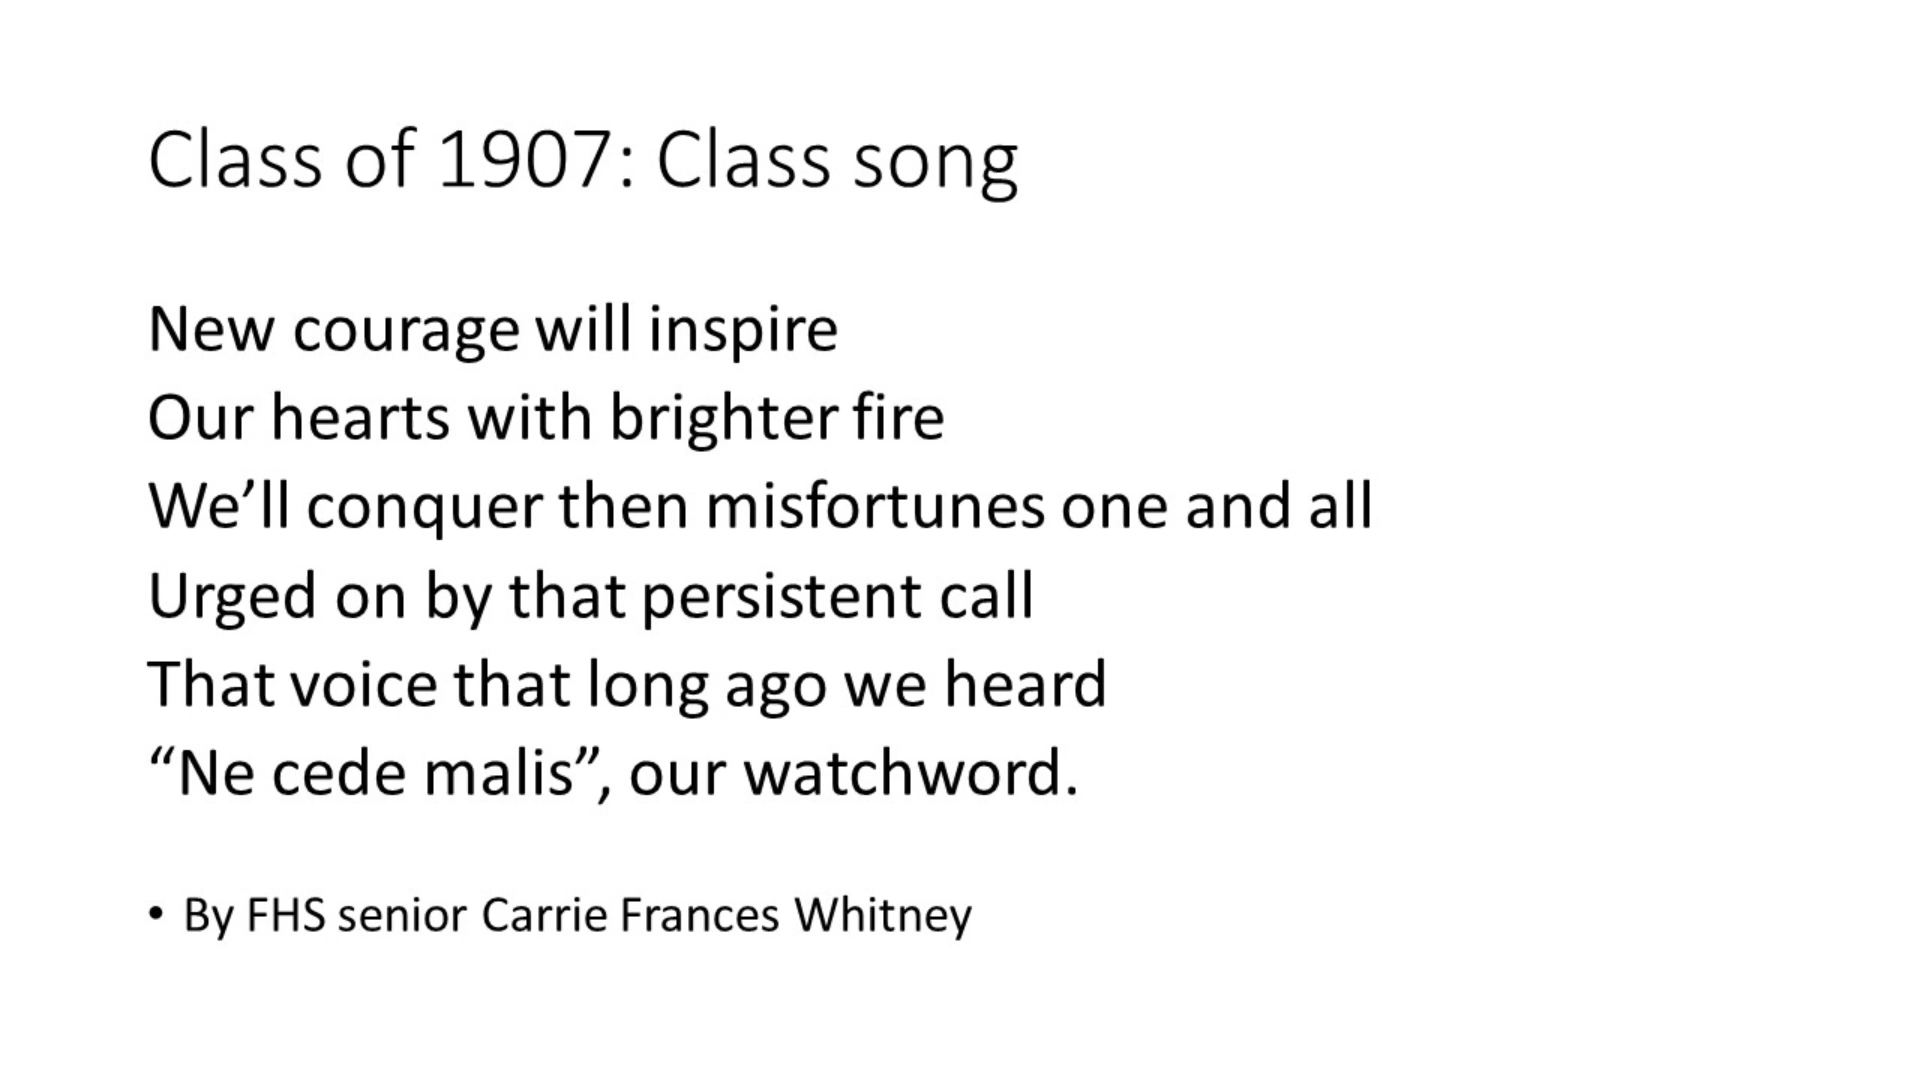 Class of 1907: Class song
New courage will inspire
Our hearts with brighter fire
We’ll conquer then misfortunes one and all
Urged on by that persistent call
That voice that long ago we heard
“Ne cede malis”, our watchword.
• By FHS senior Carrie Frances Whitney